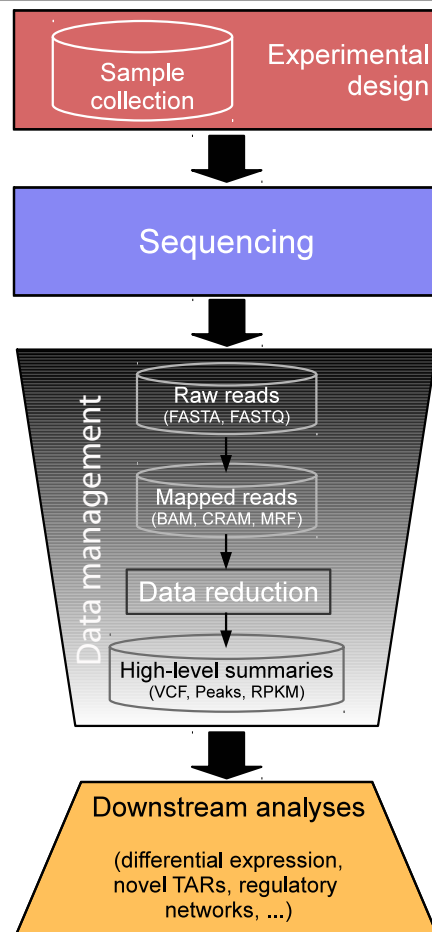 Sample
collection
Experimental
design
Sequencing
Data management
Raw reads
(FASTA, FASTQ)
Mapped reads
(BAM, CRAM, MRF)
Data reduction
High-level summaries
(VCF, Peaks, RPKM)
Downstream analyses
(differential expression,
novel TARs, regulatory
networks, ...)